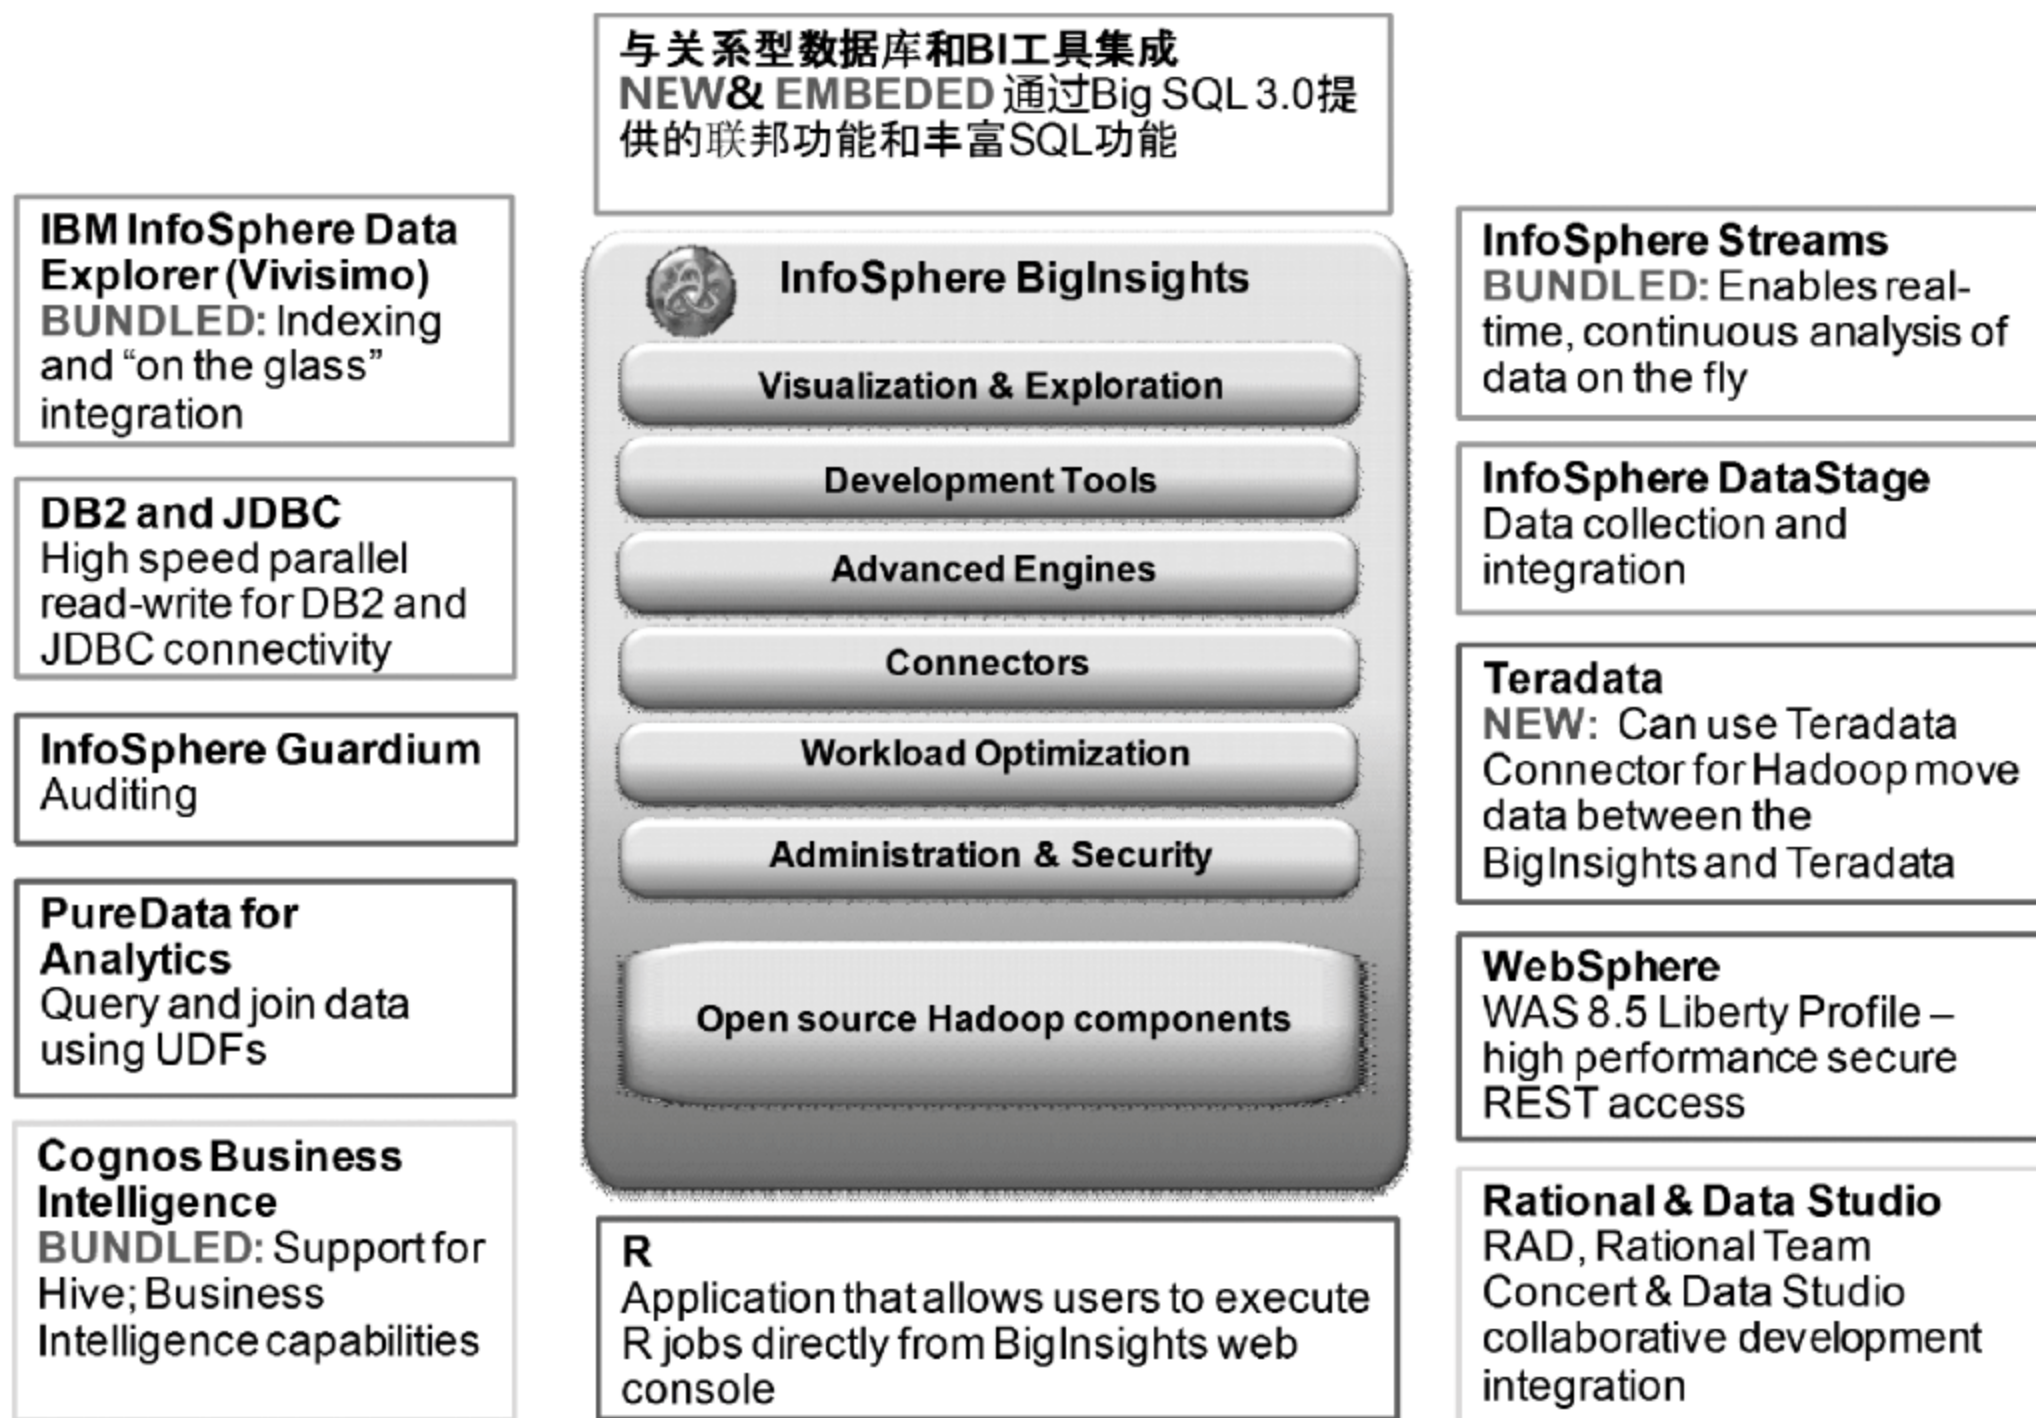 与关系型数据库和BI工具集成
NEW& EMBEDED 通过Big SQL 3.0提
供的联邦功能和丰富SQL功能
IBM InfoSphere Data
Explorer (Vivisimo)
BUNDLED: Indexing
and “on the glass”
integration
DB2 and JDBC
High speed parallel
read-write for DB2 and
JDBC connectivity
InfoSphere Guardium
Auditing
PureData for
Analytics
Query and join data
using UDFs
Cognos Business
Intelligence
BUNDLED: Support for
Hive; Business
Intelligence capabilities
InfoSphere BigInsights
Visualization & Exploration
Development Tools
Advanced Engines
Connectors
Workload Optimization
Administration & Security
Open source Hadoop components
R
Application that allows users to execute
R jobs directly from BigInsights web
console
InfoSphere Streams
BUNDLED: Enables real-
time, continuous analysis of
data on the fly
InfoSphere DataStage
Data collection and
integration
Teradata
NEW: Can use Teradata
Connector for Hadoop move
data between the
BigInsights and Teradata
WebSphere
WAS 8.5 Liberty Profile –
high performance secure
REST access
Rational & Data Studio
RAD, Rational Team
Concert & Data Studio
collaborative development
integration